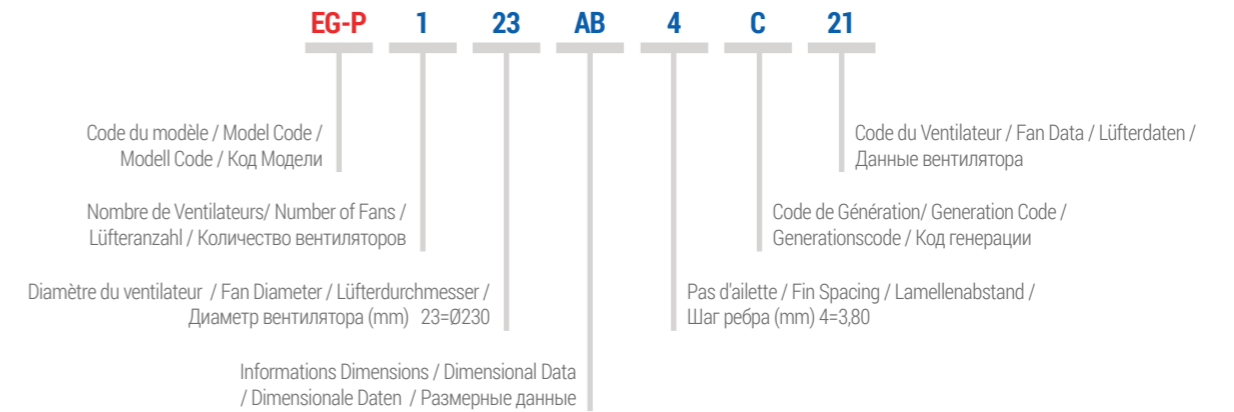 EG-P 1 23 AB 4 C 21
Code du modèle / Model Code /
Modell Code / Код Модели
Code du Ventilateur / Fan Data / Lüfterdaten /
Данные вентилятора
Nombre de Ventilateurs/ Number of Fans /
Lüfteranzahl / Количество вентиляторов
Code de Génération/ Generation Code /
Generationscode / Код генерации
Diamètre du ventilateur / Fan Diameter / Lüfterdurchmesser /
Диаметр вентилятора (mm) 23=Ø230
Pas d'ailette / Fin Spacing / Lamellenabstand /
Шаг ребра (mm) 4=3,80
Informations Dimensions / Dimensional Data
/ Dimensionale Daten / Размерные данные